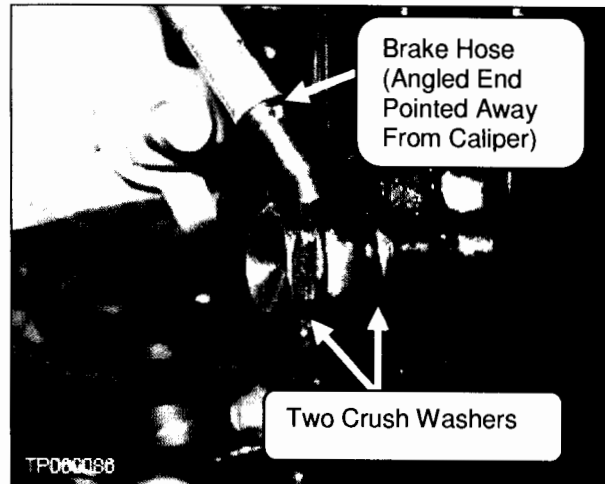 Brake Hose
(Angled End
Pointed Away
From Caliper)
Two Crush Washers
TP060086